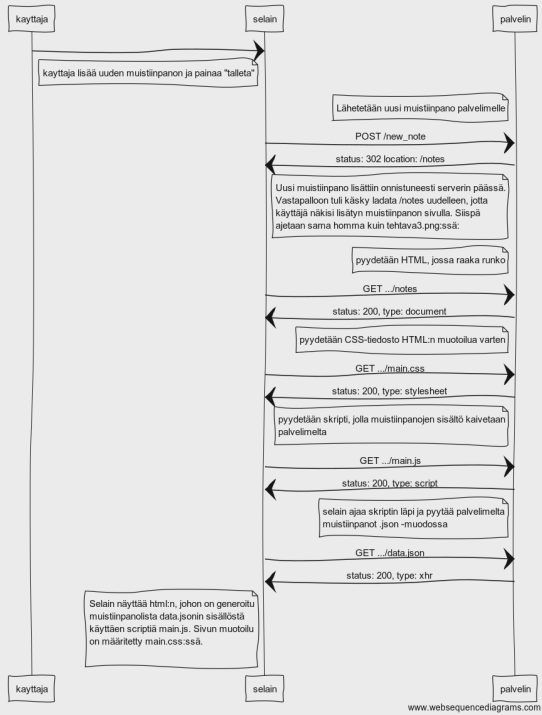 kayttaja
selain
palvelin
kayttaja lisää uuden muistiinpanon ja painaa "talleta"
Lähetetään uusi muistiinpano palvelimelle
POST /new_note
status: 302 location: /notes
Uusi muistiinpano lisättiin onnistuneesti serverin päässä.
Vastapalloon tuli käsky ladata /notes uudelleen, jotta
käyttäjä näkisi lisätyn muistiinpanon sivulla. Siispä
ajetaan sama homma kuin tehtava3.png:ssä:
pyydetään HTML, jossa raaka runko
GET .../notes
status: 200, type: document
pyydetään CSS-tiedosto HTML:n muotoilua varten
GET .../main.css
status: 200, type: stylesheet
pyydetään skripti, jolla muistiinpanojen sisältö kaivetaan
palvelimelta
GET .../main.js
status: 200, type: script
selain ajaa skriptin läpi ja pyytää palvelimelta
muistiinpanot .json -muodossa
GET .../data.json
status: 200, type: xhr
Selain näyttää html:n, johon on generoitu
muistiinpanolista data.jsonin sisällöstä
käyttäen scriptiä main.js. Sivun muotoilu
on määritetty main.css:ssä.
kayttaja
selain
palvelin
www.websequencediagrams.com